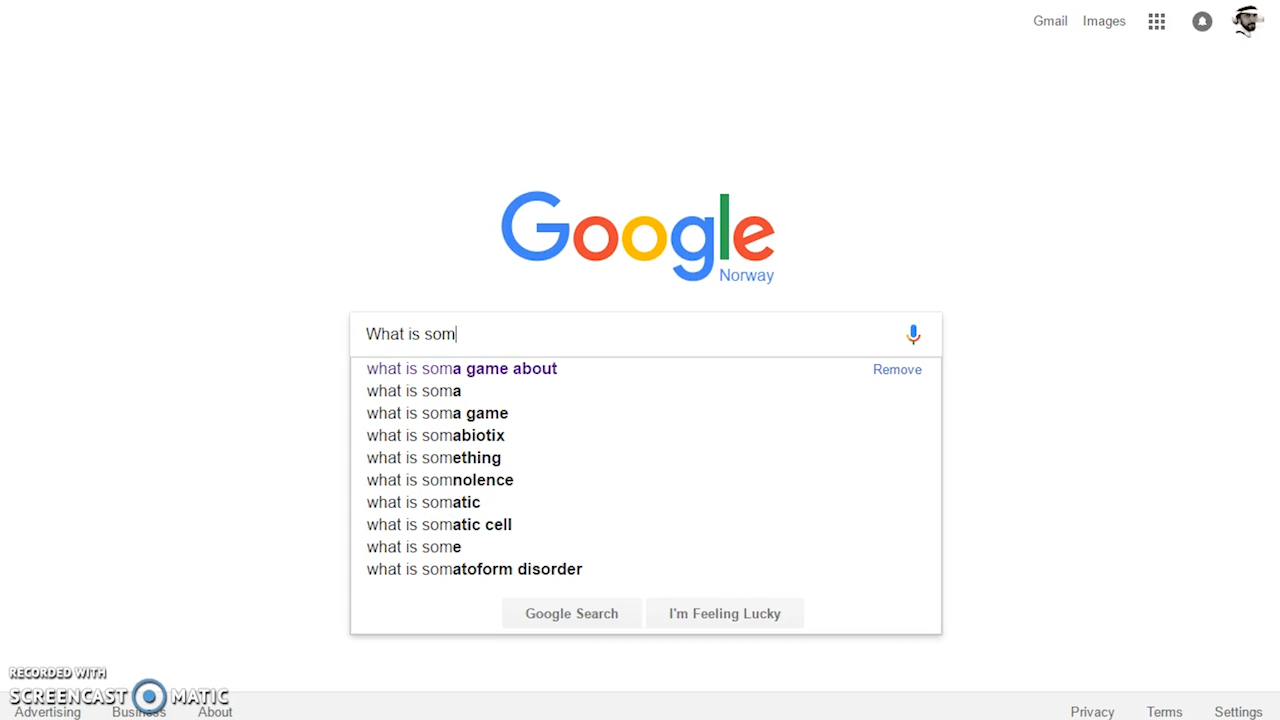 Gmail Images
Google
Norway
What is som
what is soma game about Remove
what is soma
what is soma game
what is somabiotix
what is something
what is somnolence
what is somatic
what is somatic cell
what is some
what is somatoform disorder
Google Search I'm Feeling Lucky
RECORDED WITH
SCREENCAST MATIC
Advertising Business About Privacy Terms Settings